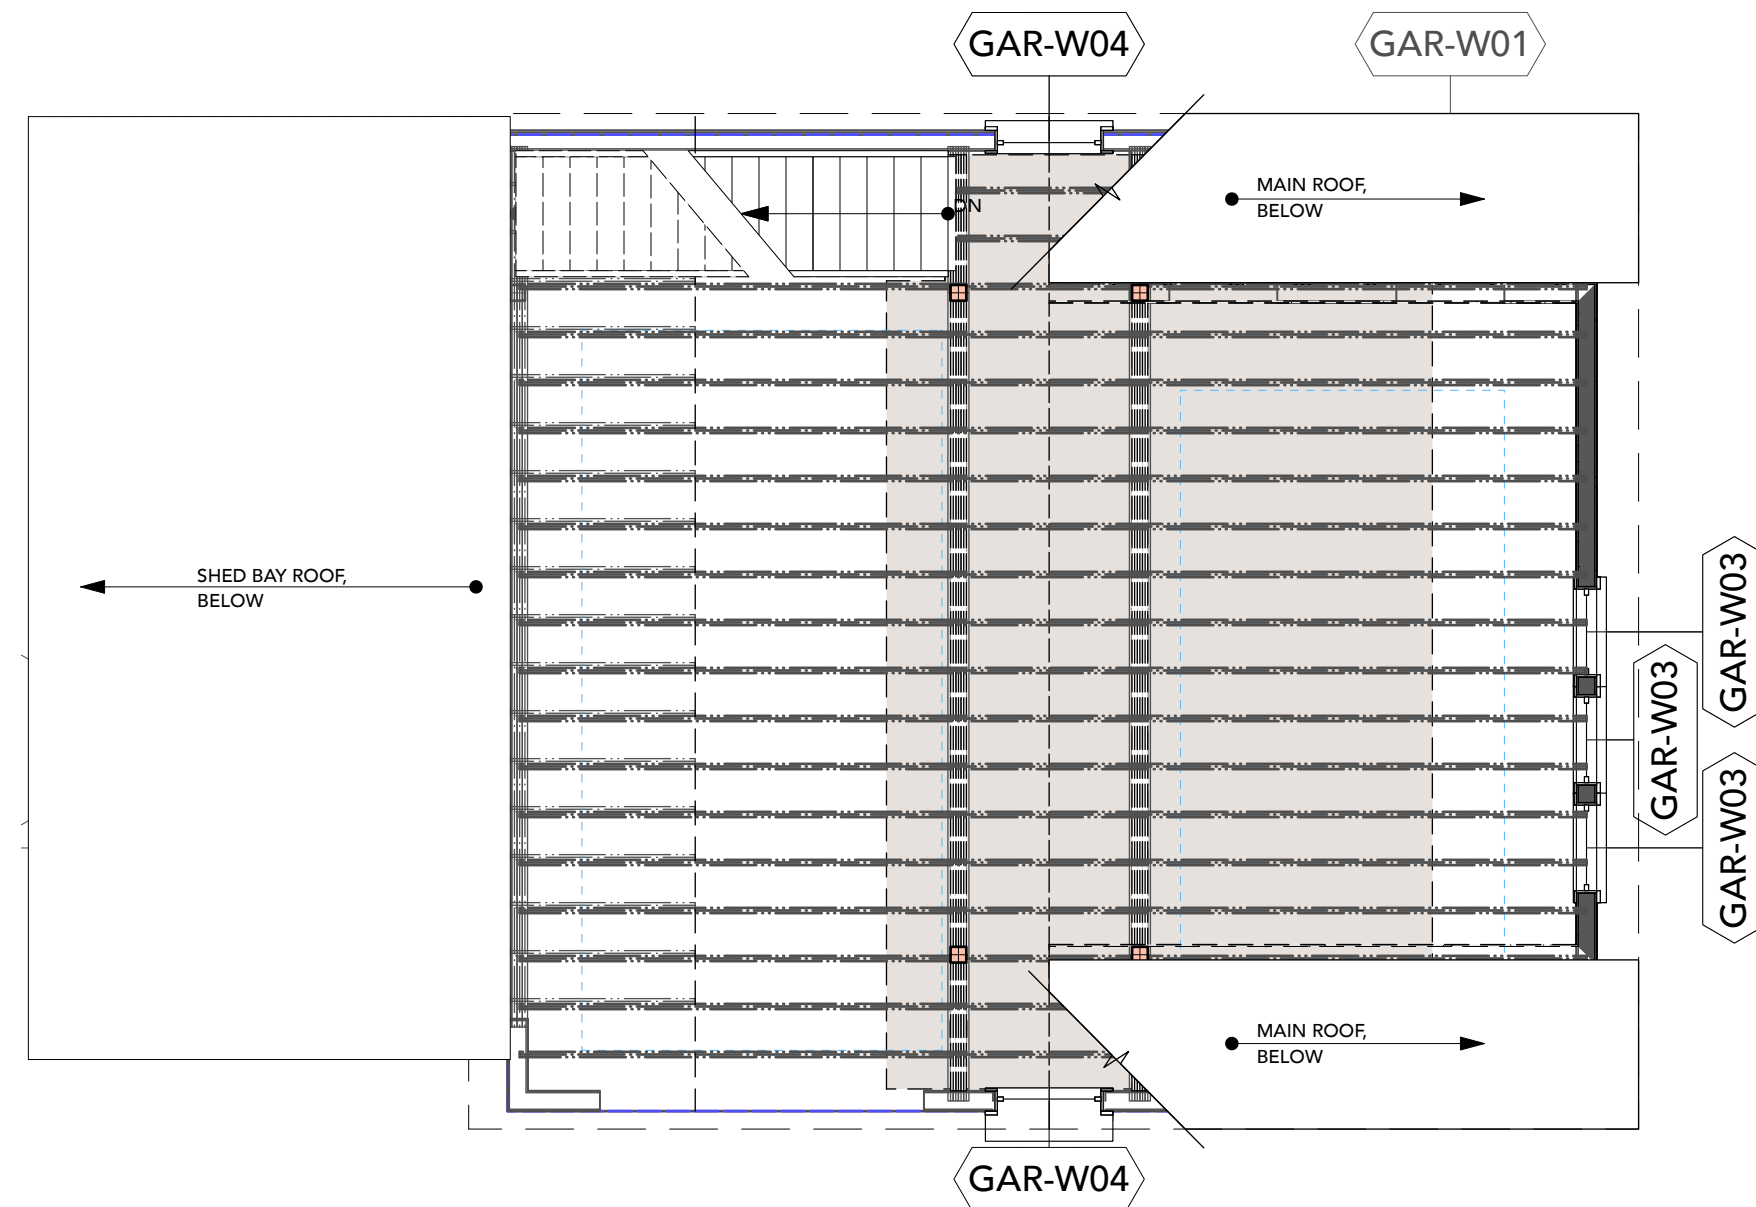 GAR-W04
GAR-W01
MAIN ROOF,
BELOW
DN
SHED BAY ROOF,
BELOW
GAR-W03
GAR-W03
GAR-W03
MAIN ROOF,
BELOW
GAR-W04